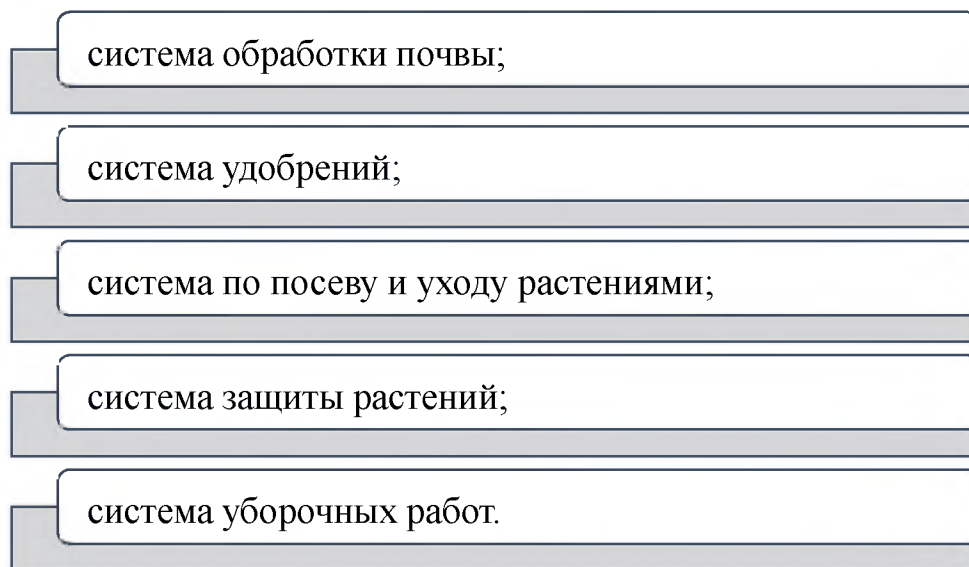 система обработки почвы;
система удобрений;
система по посеву и уходу растениями;
система защиты растений;
система уборочных работ.